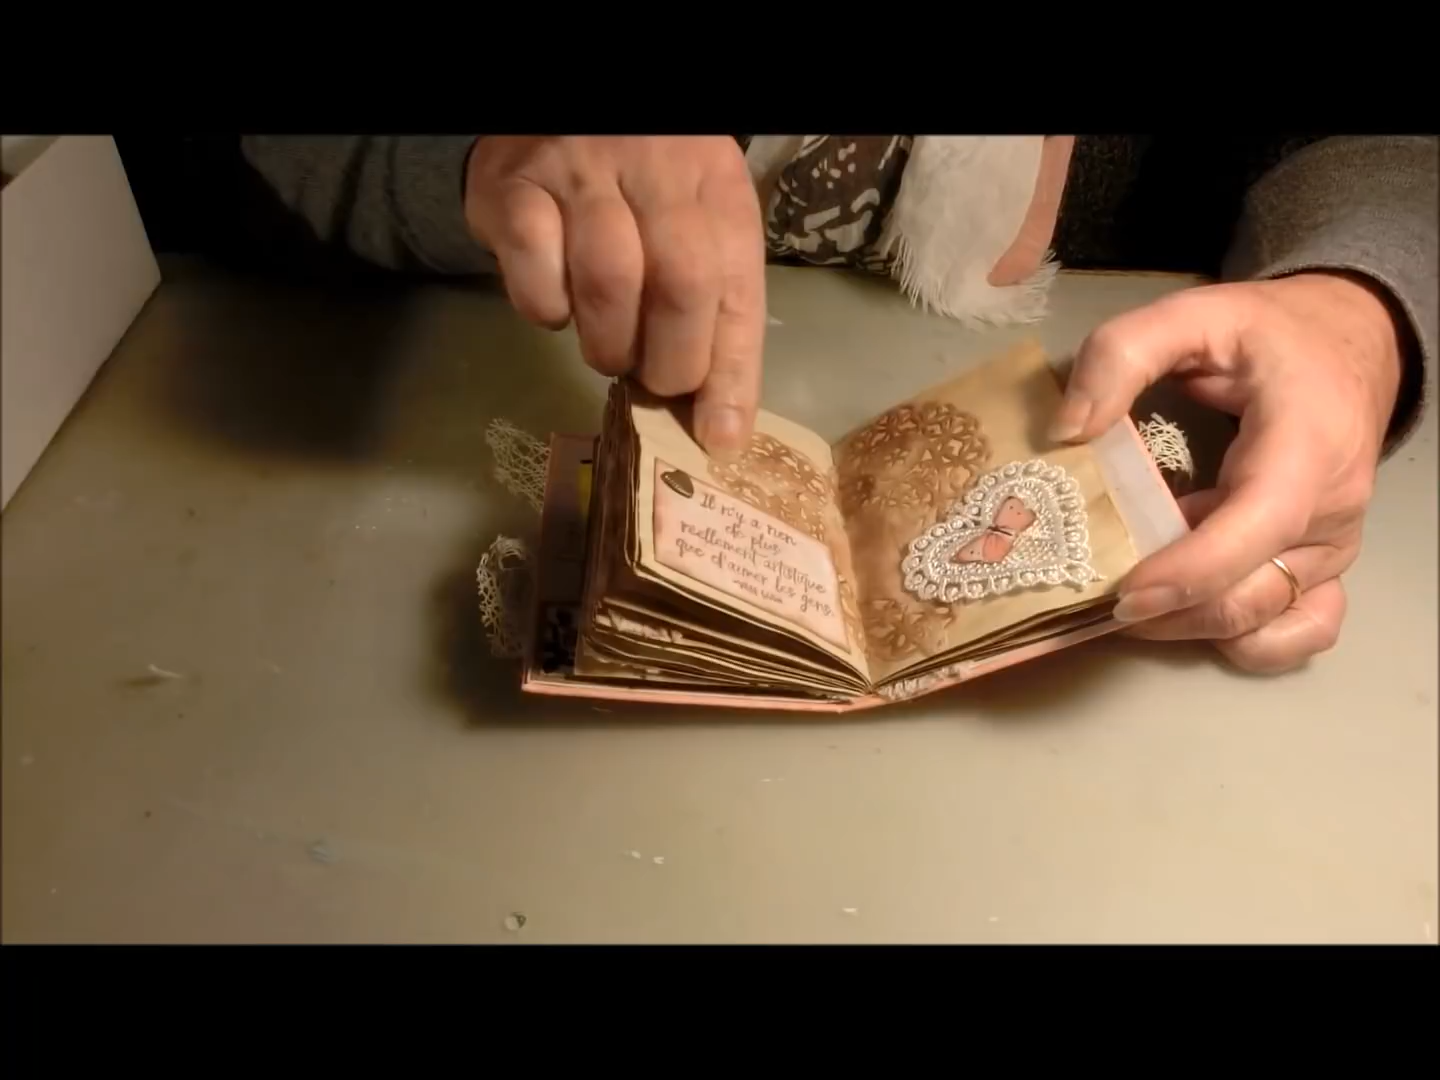 Il n'y a rien
de plus
réellement artistique
que d'aimer les gens.